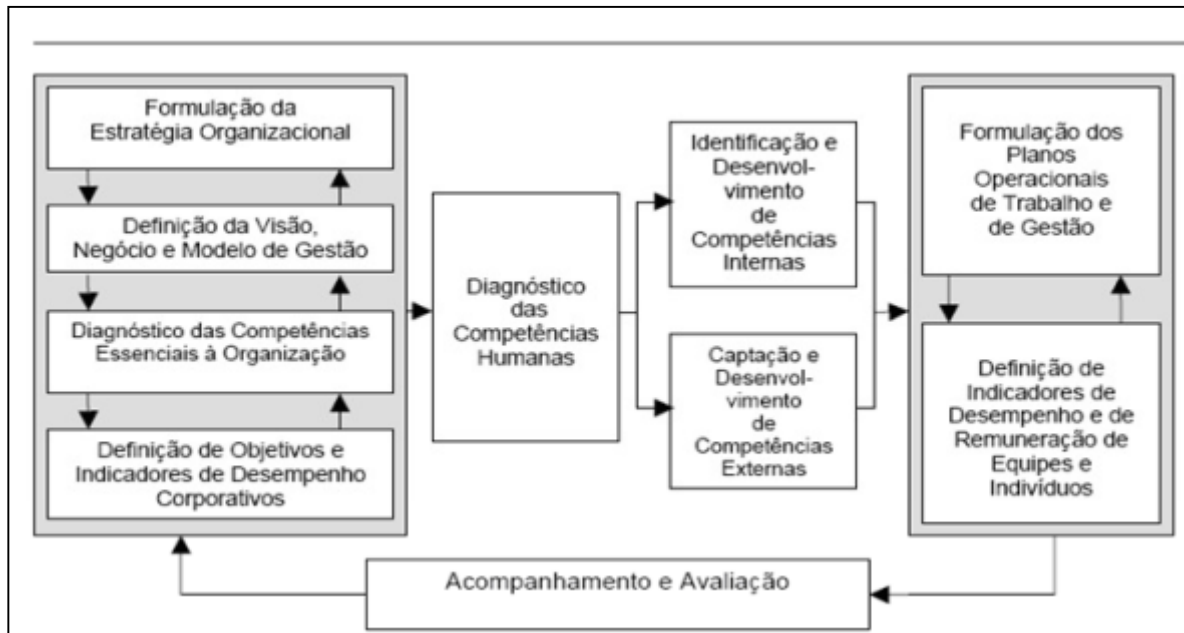 Formulação da
Estratégia Organizacional
Definição da Visão,
Negócio e Modelo de Gestão
Diagnóstico das Competências
Essenciais à Organização
Definição de Objetivos e
Indicadores de Desempenho
Corporativos
Diagnóstico
das
Competências
Humanas
Identificação e
Desenvol-
vimento
de
Competências
Internas
Captação e
Desenvol-
vimento
de
Competências
Externas
Formulação dos
Planos
Operacionais
de Trabalho e
de Gestão
Definição de
Indicadores de
Desempenho e de
Remuneração de
Equipes e
Indivíduos
Acompanhamento e Avaliação